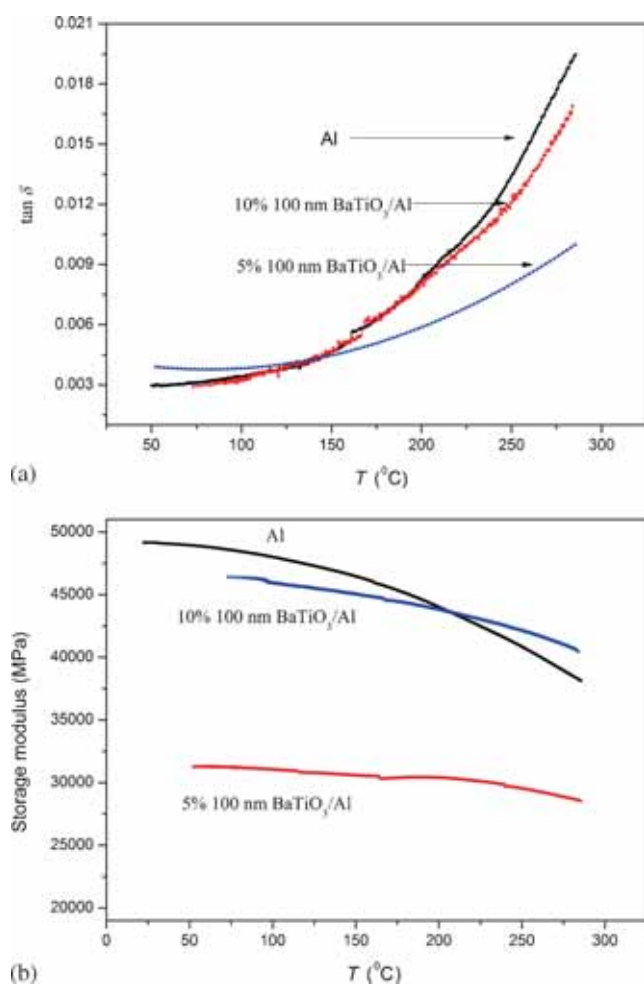 0.021
0.018
0.015
0.012
0.009
0.006
0.003
tan δ
Al
10% 100 nm BaTiO₃/Al
5% 100 nm BaTiO₃/Al
50 100 150 200 250 300
(a)
T (⁰C)
50000
45000
40000
35000
30000
25000
20000
Storage modulus (MPa)
Al
10% 100 nm BaTiO₃/Al
5% 100 nm BaTiO₃/Al
0 50 100 150 200 250 300
(b)
T (⁰C)